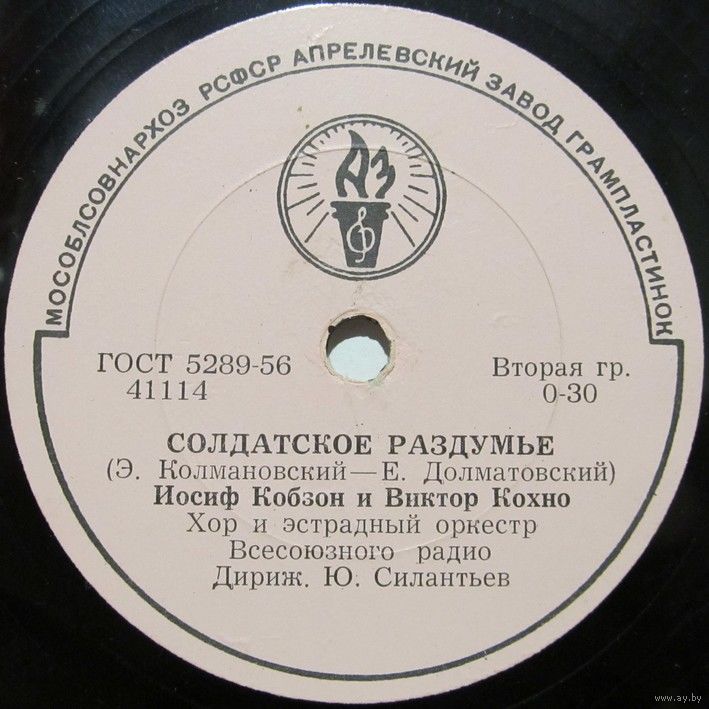 МОСОБЛСОВНАРХОЗ РСФСР АПРЕЛЕВСКИЙ ЗАВОД ГРАМПЛАСТИНОК
АЗ
ГОСТ 5289-56
41114
Вторая гр.
0-30
СОЛДАТСКОЕ РАЗДУМЬЕ
(Э. Колмановский—Е. Долматовский)
Иосиф Кобзон и Виктор Кохно
Хор и эстрадный оркестр
Всесоюзного радио
Дириж. Ю. Силантьев
www.ay.by